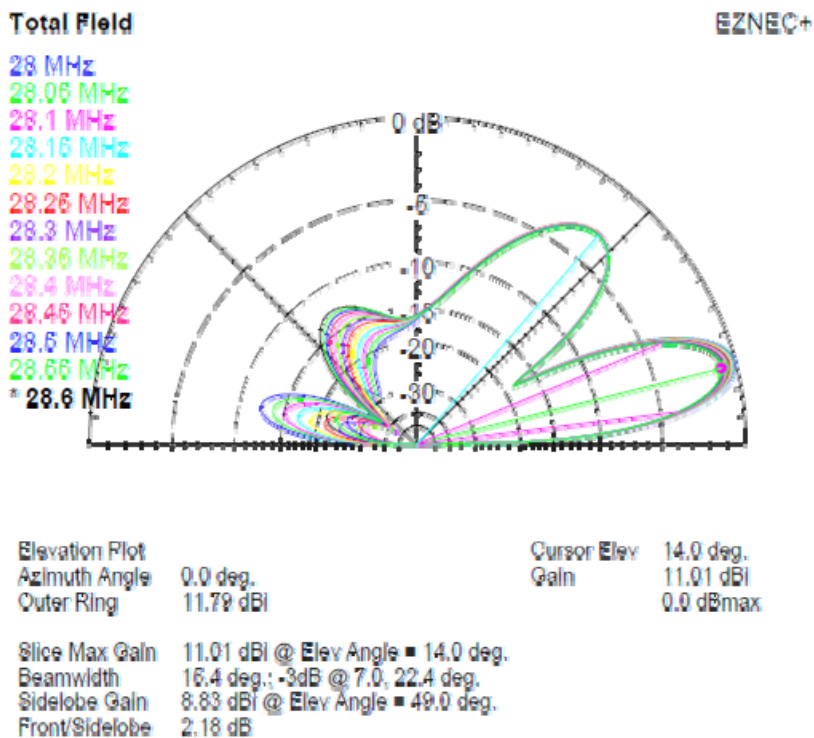 Total Field
EZNEC+
28 MHz
28.05 MHz
28.1 MHz
28.15 MHz
28.2 MHz
28.25 MHz
28.3 MHz
28.35 MHz
28.4 MHz
28.45 MHz
28.5 MHz
28.55 MHz
* 28.6 MHz
0 dB
-5
-10
-15
-20
-30
Elevation Plot
Azimuth Angle 0.0 deg.
Outer Ring 11.79 dBi
Cursor Elev 14.0 deg.
Gain 11.01 dBi
0.0 dBmax
Slice Max Gain 11.01 dBi @ Elev Angle = 14.0 deg.
Beamwidth 15.4 deg.; -3dB @ 7.0, 22.4 deg.
Sidelobe Gain 8.83 dBi @ Elev Angle = 49.0 deg.
Front/Sidelobe 2.18 dB